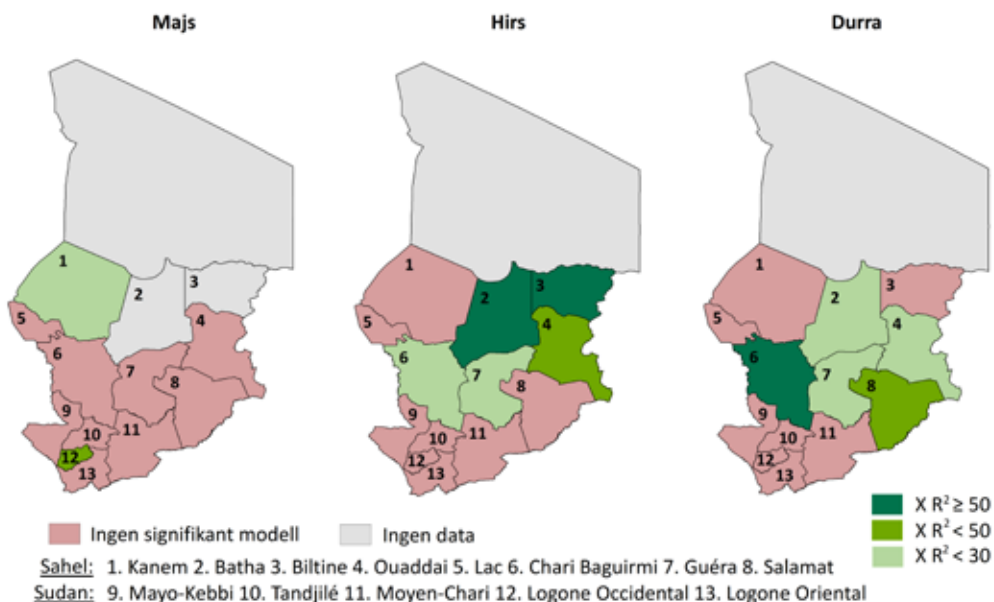 Majs Hirs Durra
1 2 3 4 5 6 7 8 9 10 11 12 13
1 2 3 4 5 6 7 8 9 10 11 12 13
1 2 3 4 5 6 7 8 9 10 11 12 13
Ingen signifikant modell Ingen data
X R² ≥ 50
X R² < 50
X R² < 30
Sahel: 1. Kanem 2. Batha 3. Biltine 4. Ouaddai 5. Lac 6. Chari Baguirmi 7. Guéra 8. Salamat
Sudan: 9. Mayo-Kebbi 10. Tandjilé 11. Moyen-Chari 12. Logone Occidental 13. Logone Oriental